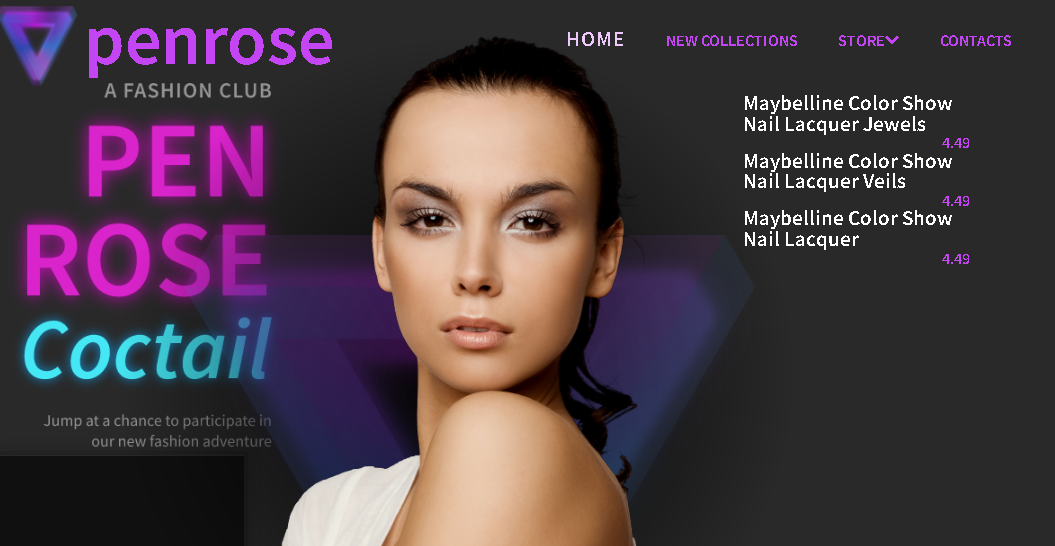 penrose
A FASHION CLUB
HOME
NEW COLLECTIONS
STORE
CONTACTS
PEN
ROSE
Coctail
Jump at a chance to participate in
our new fashion adventure
Maybelline Color Show
Nail Lacquer Jewels
4.49
Maybelline Color Show
Nail Lacquer Veils
4.49
Maybelline Color Show
Nail Lacquer
4.49